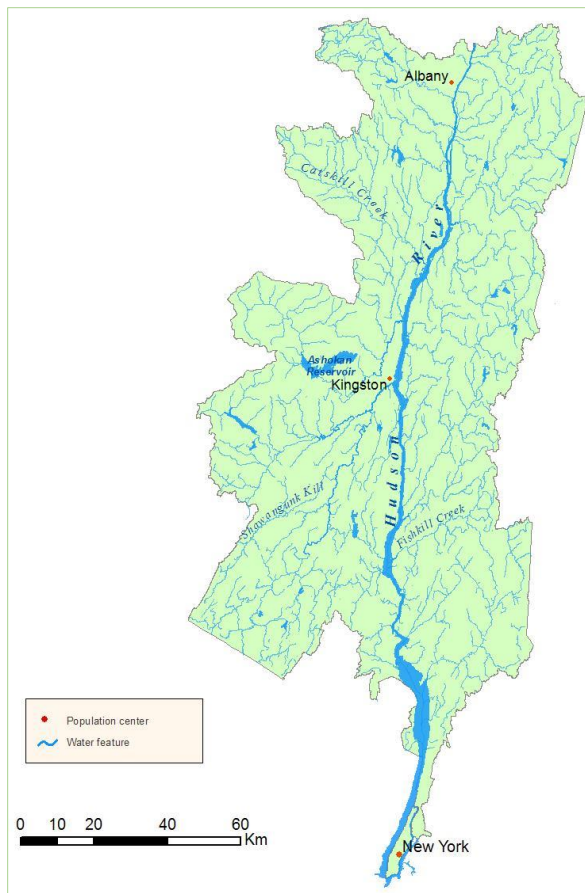 Albany
Catskill Creek
River
Ashokan
Reservoir
Kingston
Hudson
Shawangunk Kill
Fishkill Creek
Population center
Water feature
0 10 20 40 60
Km
New York